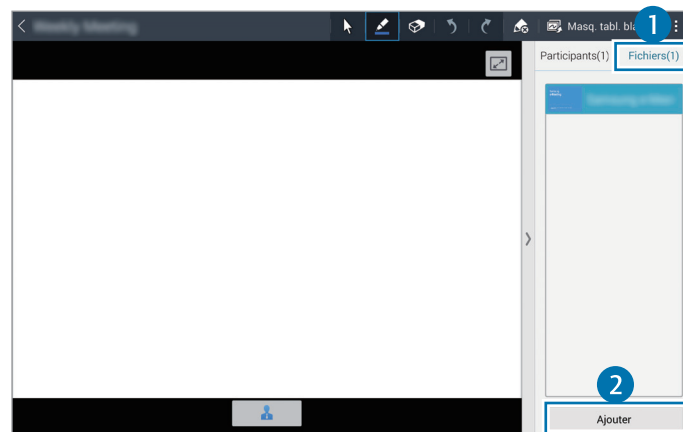 Masq. tabl. bla
1
Participants(1)
Fichiers(1)
2
Ajouter